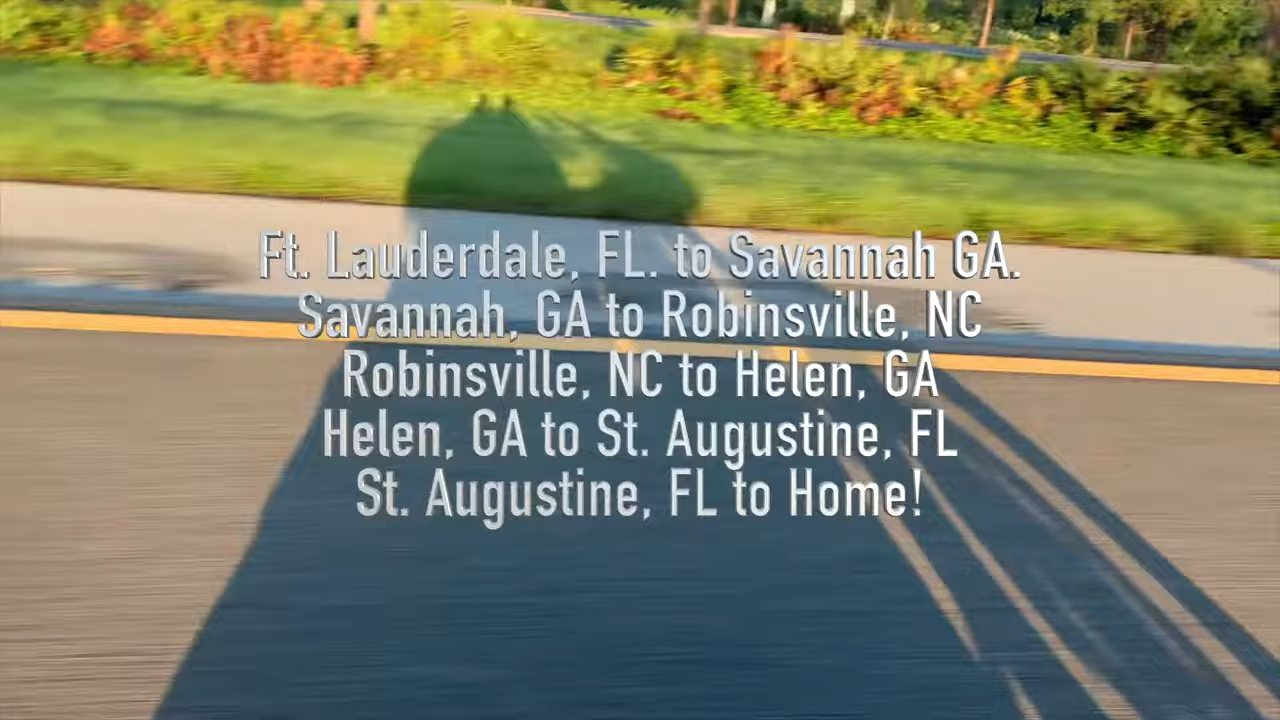 Ft. Lauderdale, FL. to Savannah GA.
Savannah, GA to Robinsville, NC
Robinsville, NC to Helen, GA
Helen, GA to St. Augustine, FL
St. Augustine, FL to Home!